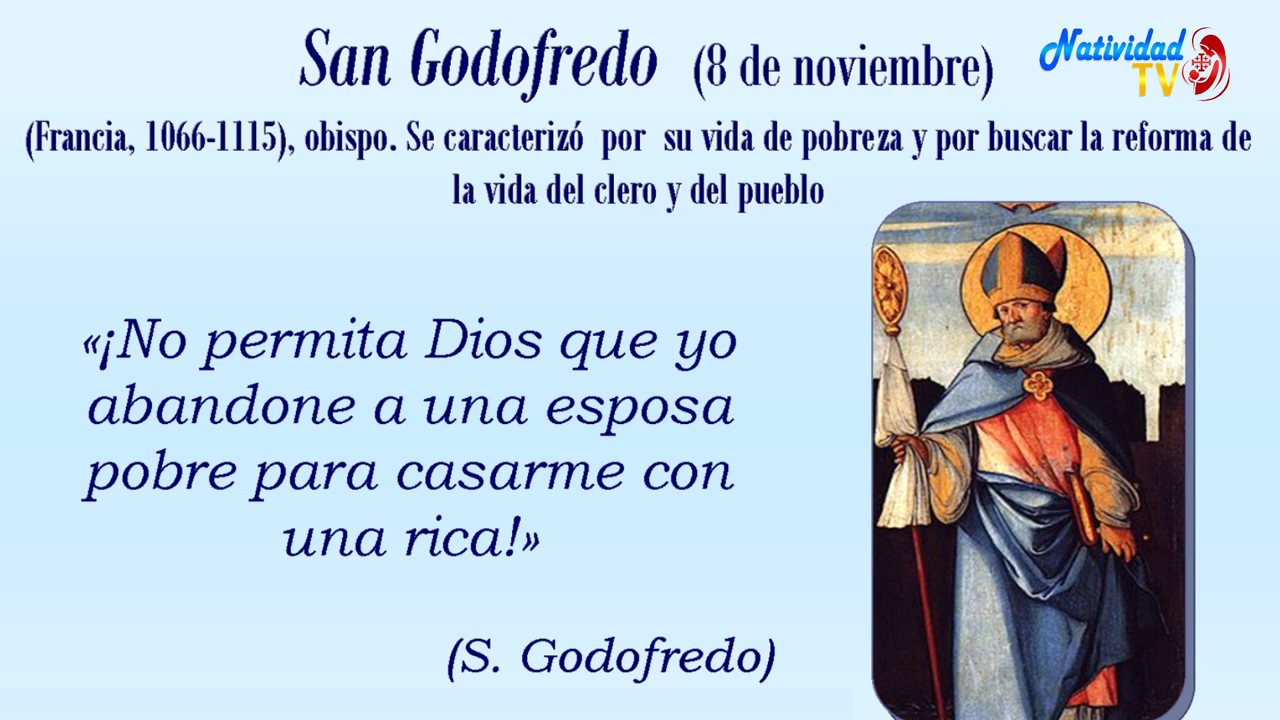 San Godofredo (8 de noviembre)
Natividad
TV
(Francia, 1066-1115), obispo. Se caracterizó por su vida de pobreza y por buscar la reforma de
la vida del clero y del pueblo
«¡No permita Dios que yo
abandone a una esposa
pobre para casarme con
una rica!»
(S. Godofredo)